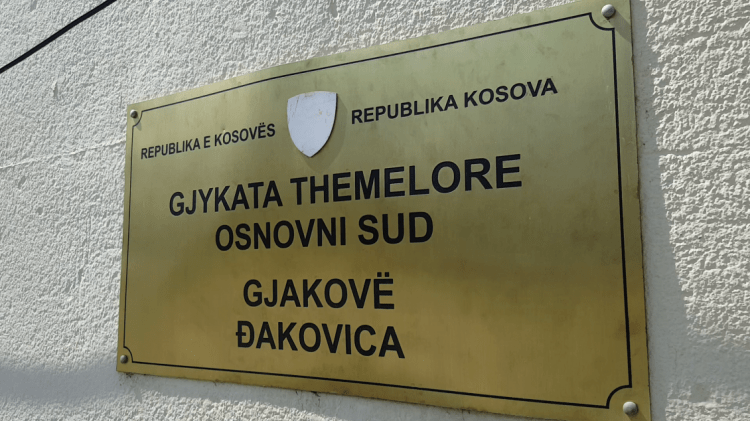 REPUBLIKA E KOSOVËS
REPUBLIKA KOSOVA
GJYKATA THEMELORE
OSNOVNI SUD
GJAKOVË
ĐAKOVICA